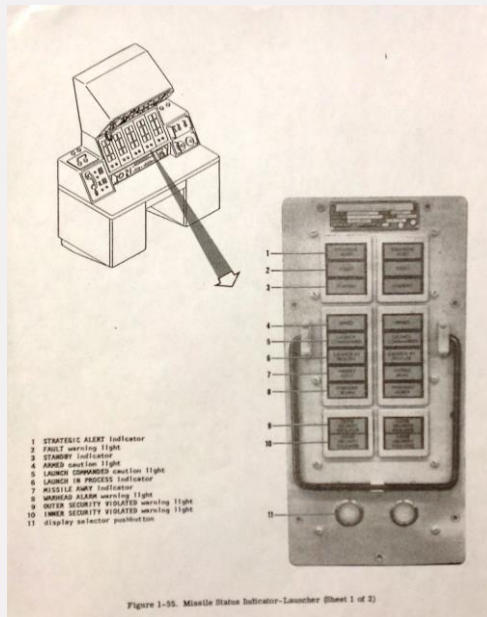 1
2
3
4
5
6
7
8
9
10
11
1 STRATEGIC ALERT indicator
2 FAULT warning light
3 STANDBY indicator
4 ARMED caution light
5 LAUNCH COMMANDED caution light
6 LAUNCH IN PROCESS indicator
7 MISSILE AWAY indicator
8 WARHEAD ALARM warning light
9 OUTER SECURITY VIOLATED warning light
10 INNER SECURITY VIOLATED warning light
11 display selector pushbutton
Figure 1-55. Missile Status Indicator-Launcher (Sheet 1 of 2)